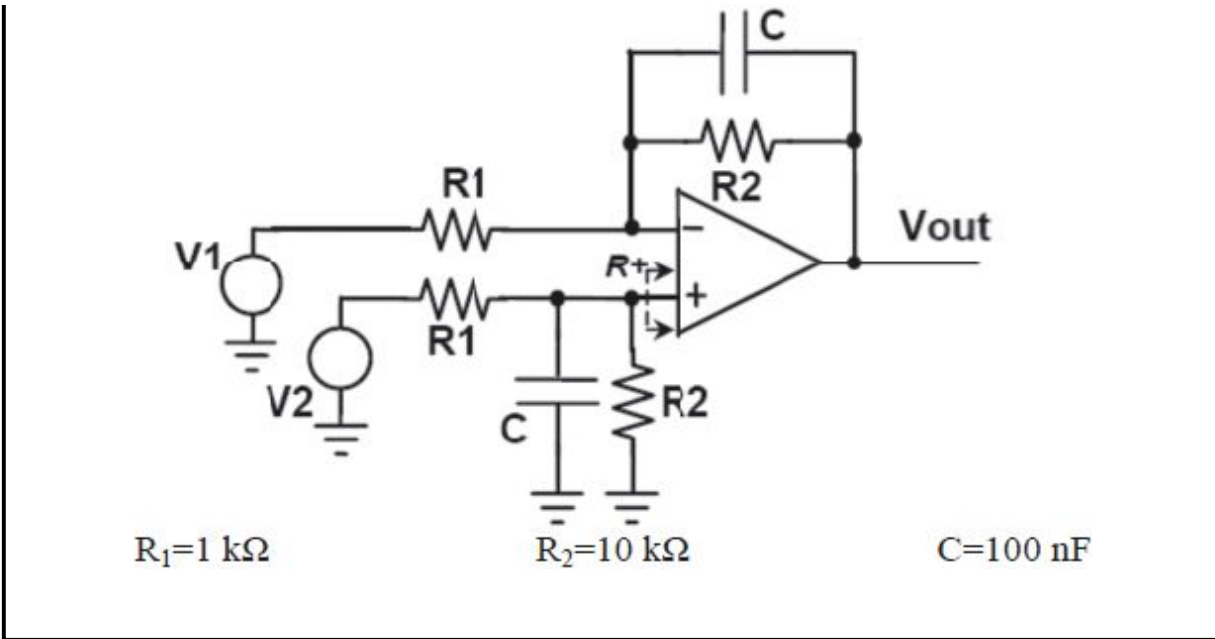 C
R2
R1
Vout
V1
R+
−
+
R1
V2
C
R2
R₁=1 kΩ R₂=10 kΩ C=100 nF